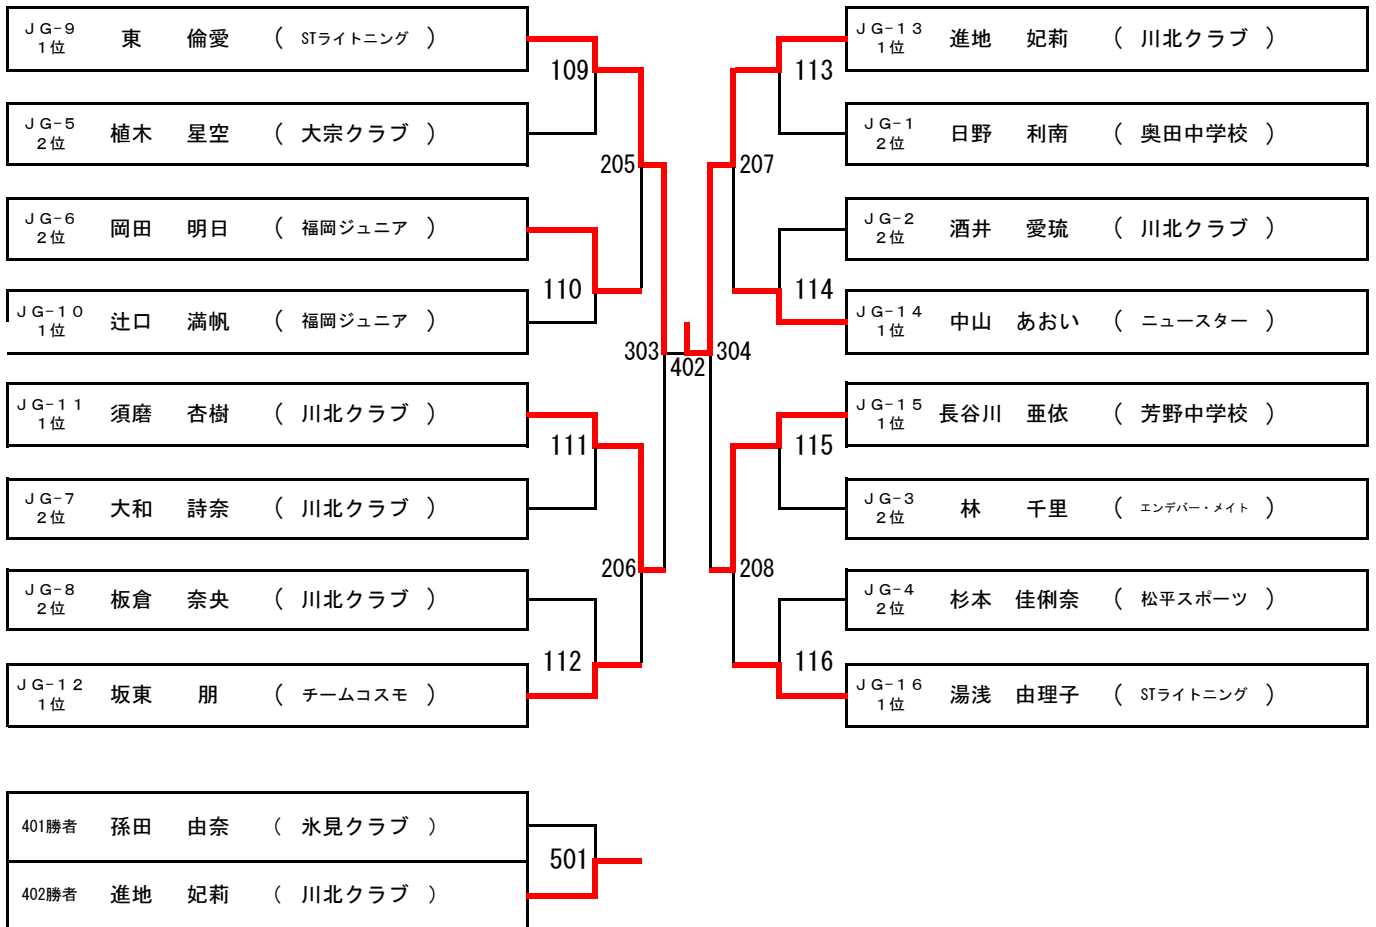 JG-9 1位 東 倫愛 ( STライトニング )
JG-5 2位 植木 星空 ( 大宗クラブ )
JG-6 2位 岡田 明日 ( 福岡ジュニア )
JG-10 1位 辻口 満帆 ( 福岡ジュニア )
JG-11 1位 須磨 杏樹 ( 川北クラブ )
JG-7 2位 大和 詩奈 ( 川北クラブ )
JG-8 2位 板倉 奈央 ( 川北クラブ )
JG-12 1位 坂東 朋 ( チームコスモ )
109
110
111
112
205
206
303
402
304
207
208
113
114
115
116
JG-13 1位 進地 妃莉 ( 川北クラブ )
JG-1 2位 日野 利南 ( 奥田中学校 )
JG-2 2位 酒井 愛琉 ( 川北クラブ )
JG-14 1位 中山 あおい ( ニュースター )
JG-15 1位 長谷川 亜依 ( 芳野中学校 )
JG-3 2位 林 千里 ( エンデバー・メイト )
JG-4 2位 杉本 佳俐奈 ( 松平スポーツ )
JG-16 1位 湯浅 由理子 ( STライトニング )
401勝者 孫田 由奈 ( 氷見クラブ )
501
402勝者 進地 妃莉 ( 川北クラブ )